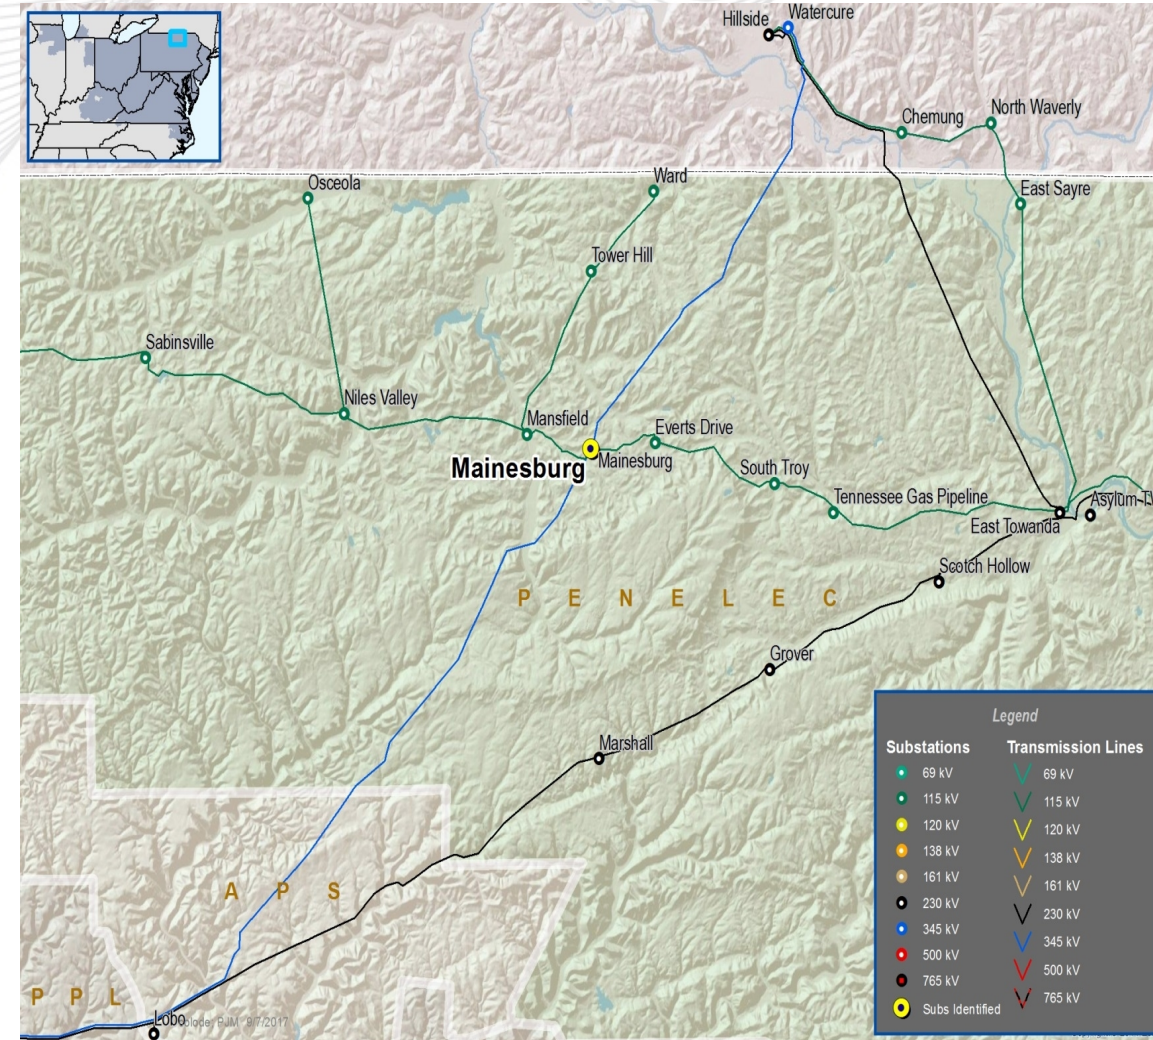 Hillside
Watercure
Chemung
North Waverly
Osceola
Ward
East Sayre
Tower Hill
Sabinsville
Niles Valley
Mansfield
Everts Drive
Mainesburg
Mainesburg
South Troy
Tennessee Gas Pipeline
East Towanda
Scotch Hollow
P E N E L E C
Grover
Marshall
A P S
P P L
Lobo
PJM 9/7/2017
Legend
Substations
69 kV
115 kV
120 kV
138 kV
161 kV
230 kV
345 kV
500 kV
765 kV
Subs Identified
Transmission Lines
69 kV
115 kV
120 kV
138 kV
161 kV
230 kV
345 kV
500 kV
765 kV